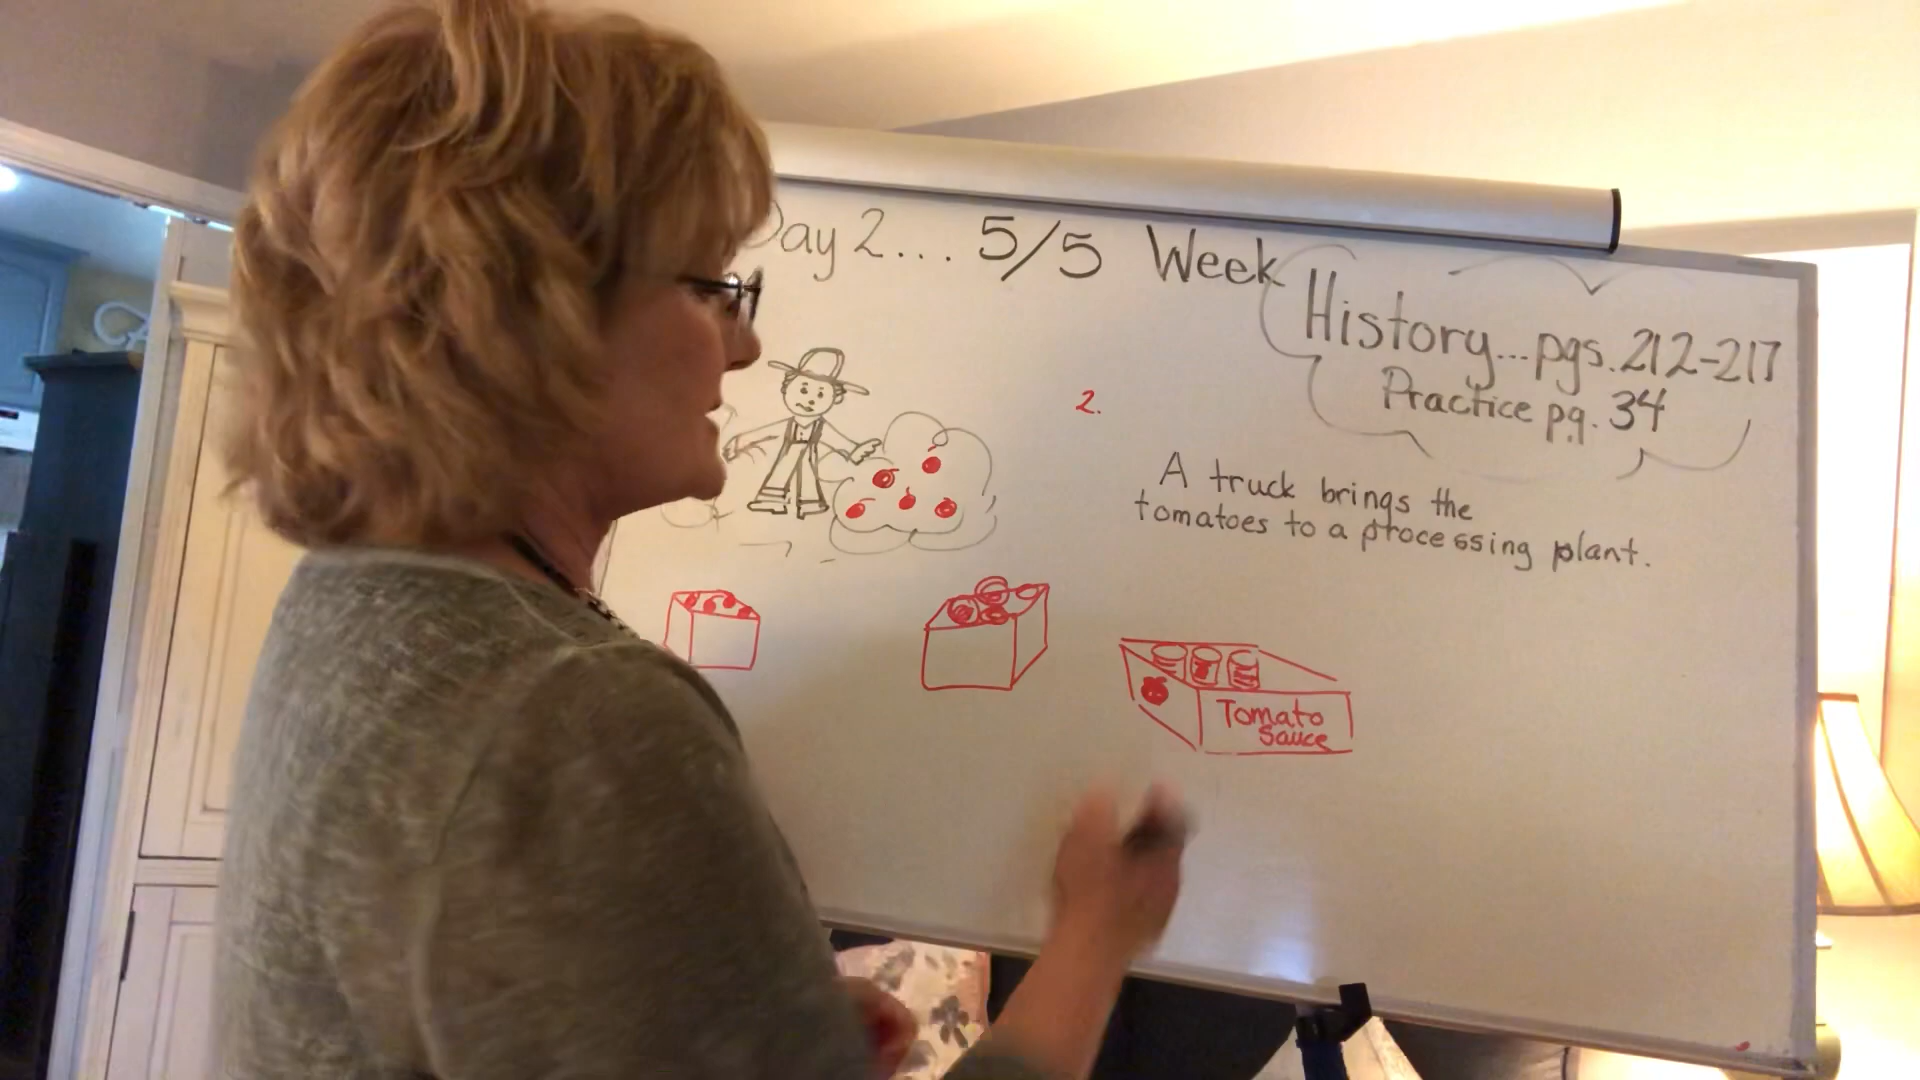 Day 2... 5/5 Week
History...pgs. 212-217
Practice pg. 34
2.
A truck brings the
tomatoes to a processing plant.
Tomato
Sauce